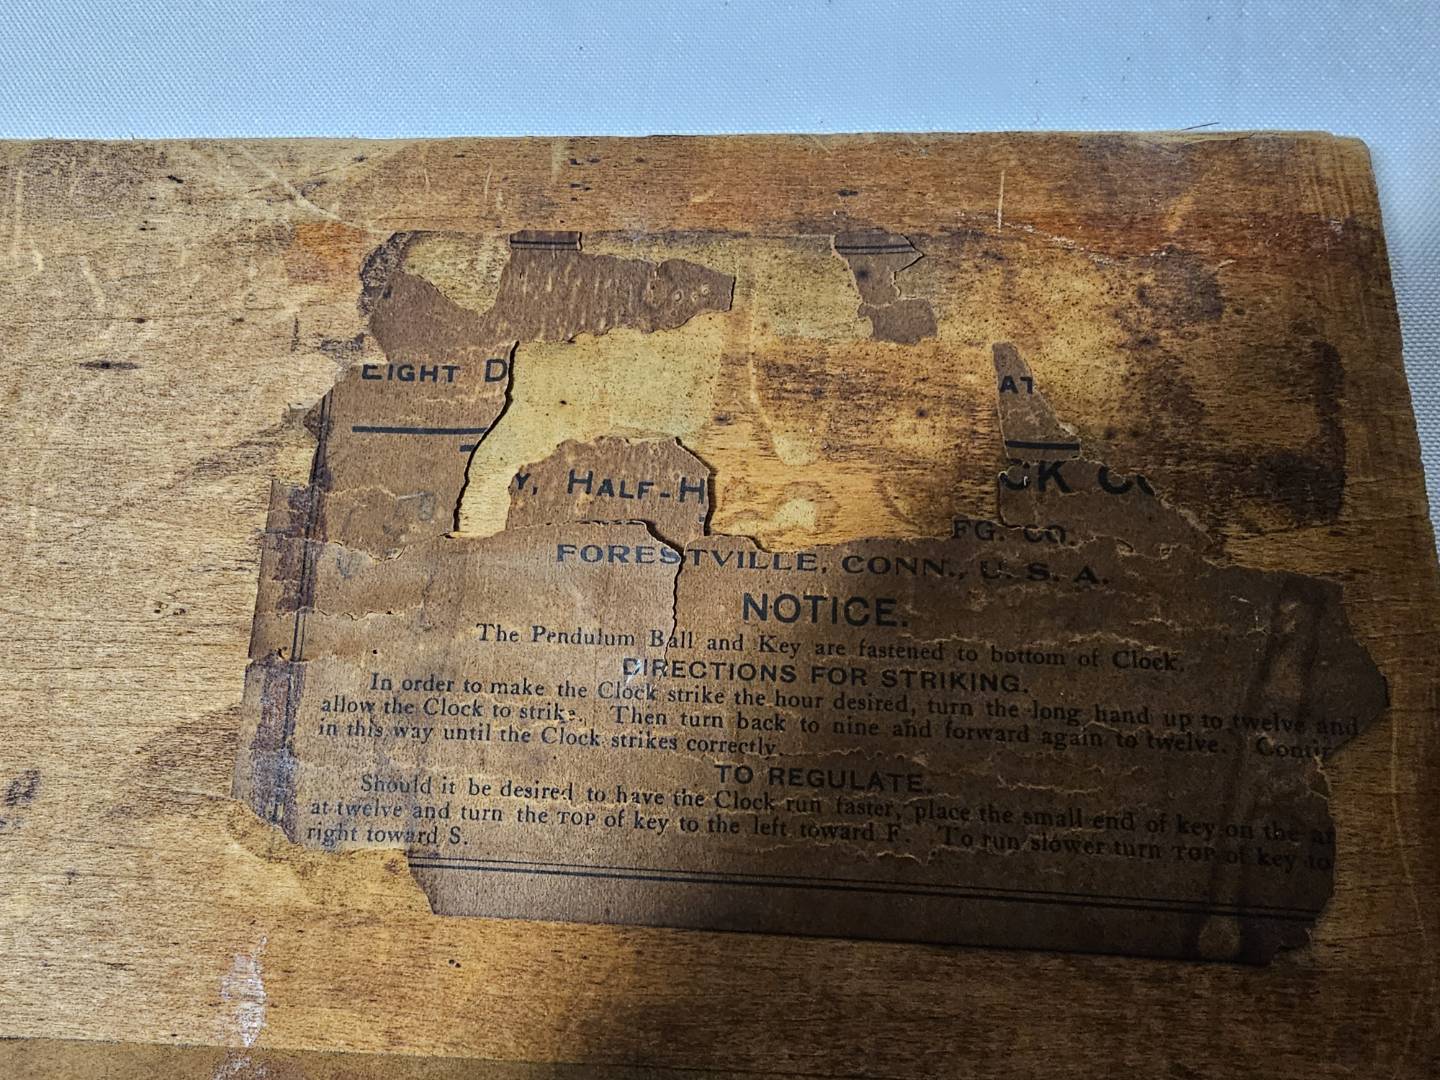 EIGHT D
AT
Y, HALF-H
CK CO
FG. CO.
FORESTVILLE, CONN., U. S. A.
NOTICE.
The Pendulum Ball and Key are fastened to bottom of Clock.
DIRECTIONS FOR STRIKING.
In order to make the Clock strike the hour desired, turn the long hand up to twelve and
allow the Clock to strike. Then turn back to nine and forward again to twelve. Contin
in this way until the Clock strikes correctly.
TO REGULATE.
Should it be desired to have the Clock run faster, place the small end of key on the ar
at twelve and turn the TOP of key to the left toward F. To run slower turn TOP of key to
right toward S.